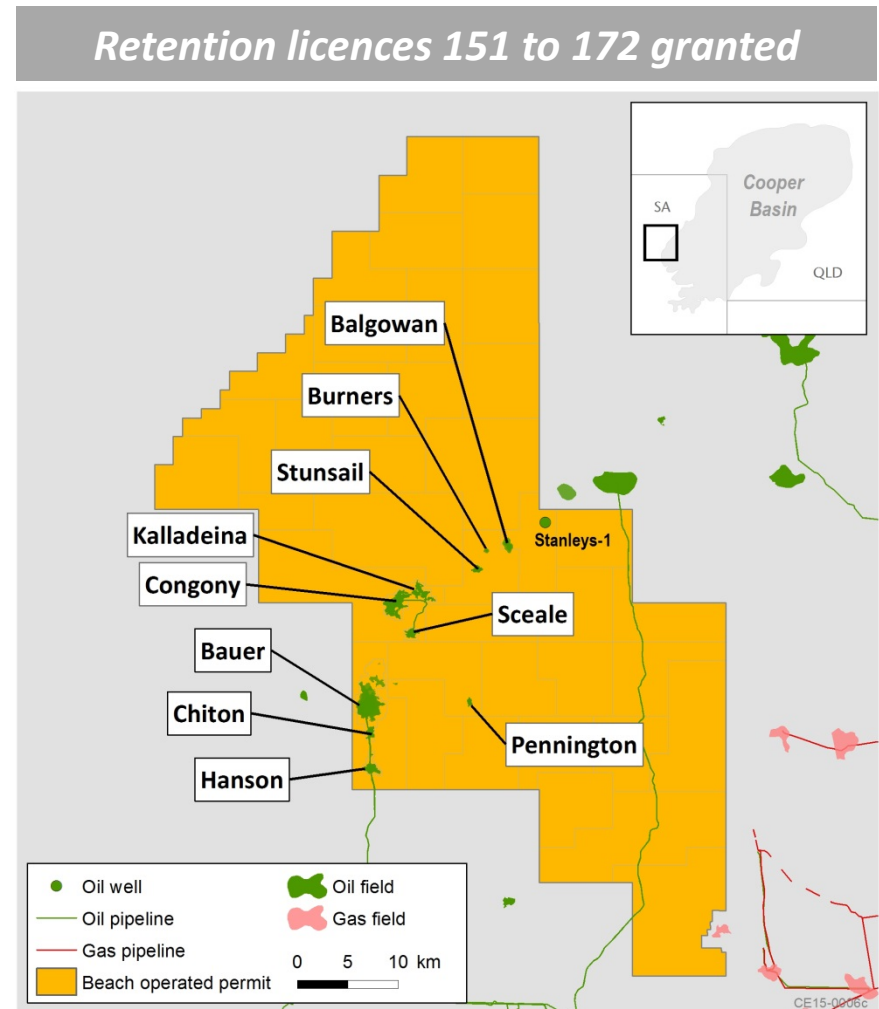 Retention licences 151 to 172 granted
Cooper
Basin
SA
QLD
Balgowan
Burners
Stunsail
Kalladeina
Stanleys-1
Congony
Sceale
Bauer
Chiton
Pennington
Hanson
Oil well
Oil field
Oil pipeline
Gas field
Gas pipeline
0 5 10 km
Beach operated permit
CE15-0006c